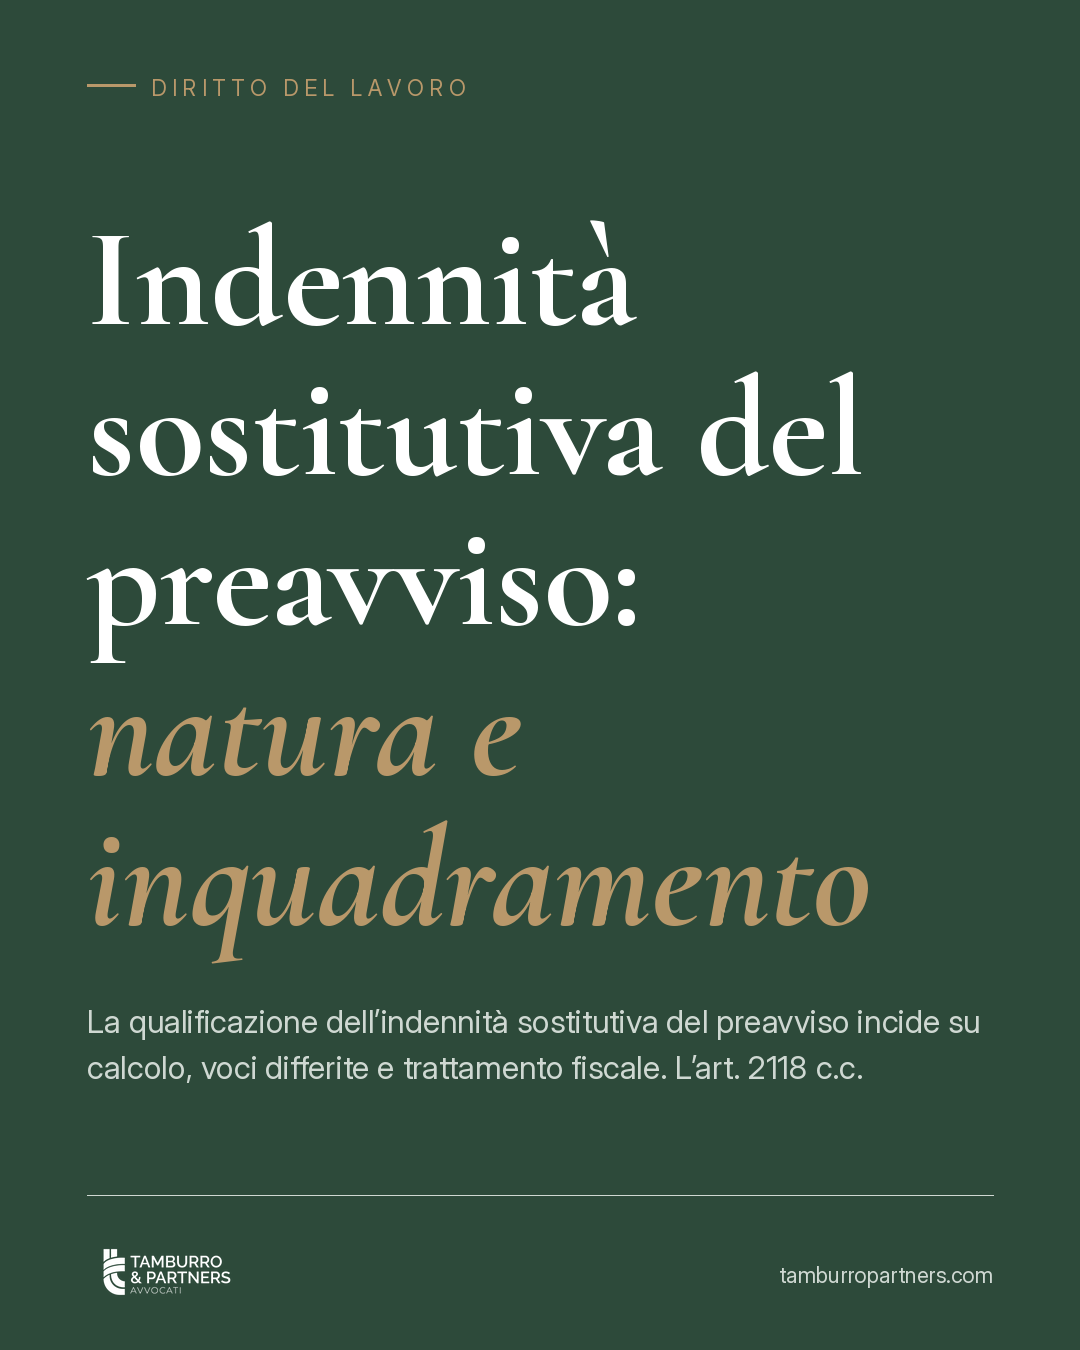 DIRITTO DEL LAVORO
Indennità
sostitutiva del
preavviso:
natura e
inquadramento
La qualificazione dell’indennità sostitutiva del preavviso incide su
calcolo, voci differite e trattamento fiscale. L’art. 2118 c.c.
TAMBURRO
& PARTNERS
AVVOCATI
tamburropartners.com